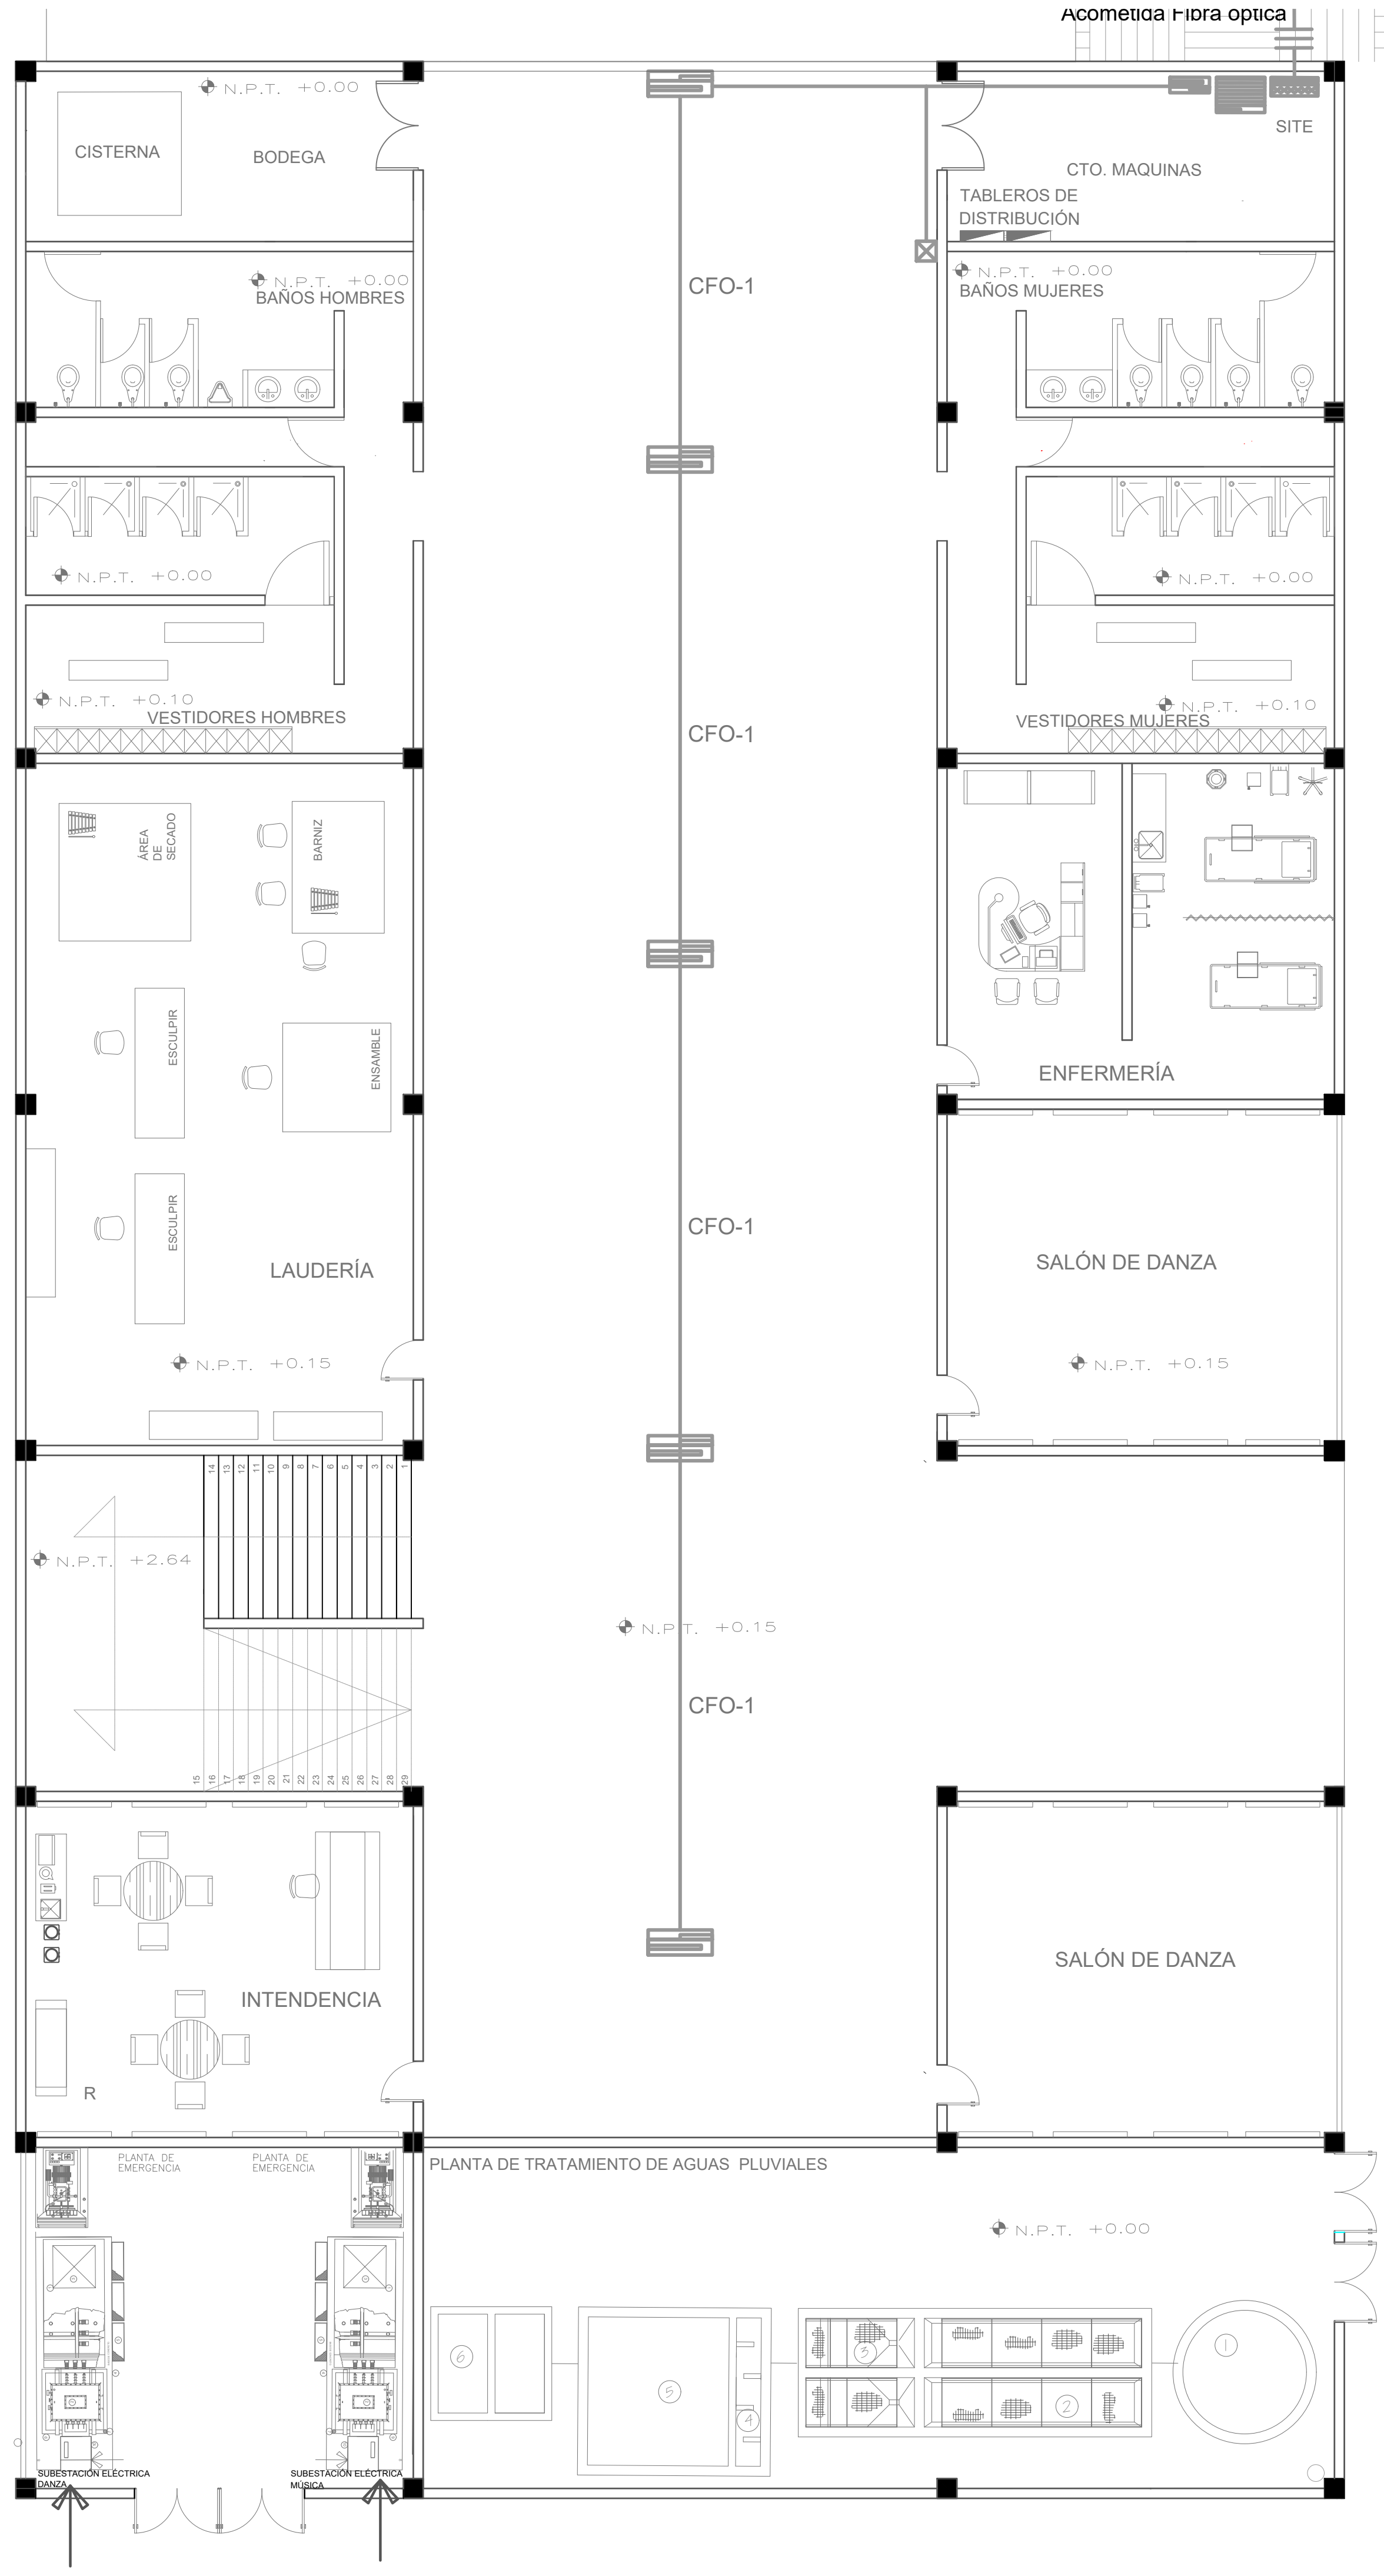 Acometida Fibra optica
N.P.T. +0.00
CISTERNA
BODEGA
SITE
CTO. MAQUINAS
TABLEROS DE
DISTRIBUCIÓN
N.P.T. +0.00
BAÑOS HOMBRES
CFO-1
N.P.T. +0.00
BAÑOS MUJERES
N.P.T. +0.00
N.P.T. +0.00
N.P.T. +0.10
VESTIDORES HOMBRES
CFO-1
N.P.T. +0.10
VESTIDORES MUJERES
ÁREA
DE
SECADO
BARNIZ
ESCULPIR
ENSAMBLE
ENFERMERÍA
ESCULPIR
LAUDERÍA
CFO-1
SALÓN DE DANZA
N.P.T. +0.15
N.P.T. +0.15
14 13 12 11 10 9 8 7 6 5 4 3 2 1
N.P.T. +2.64
N.P.T. +0.15
CFO-1
15 16 17 18 19 20 21 22 23 24 25 26 27 28 29
INTENDENCIA
SALÓN DE DANZA
R
PLANTA DE
EMERGENCIA
PLANTA DE
EMERGENCIA
PLANTA DE TRATAMIENTO DE AGUAS PLUVIALES
N.P.T. +0.00
1
2
3
4
5
6
SUBESTACIÓN ELÉCTRICA
DANZA
SUBESTACIÓN ELÉCTRICA
MÚSICA